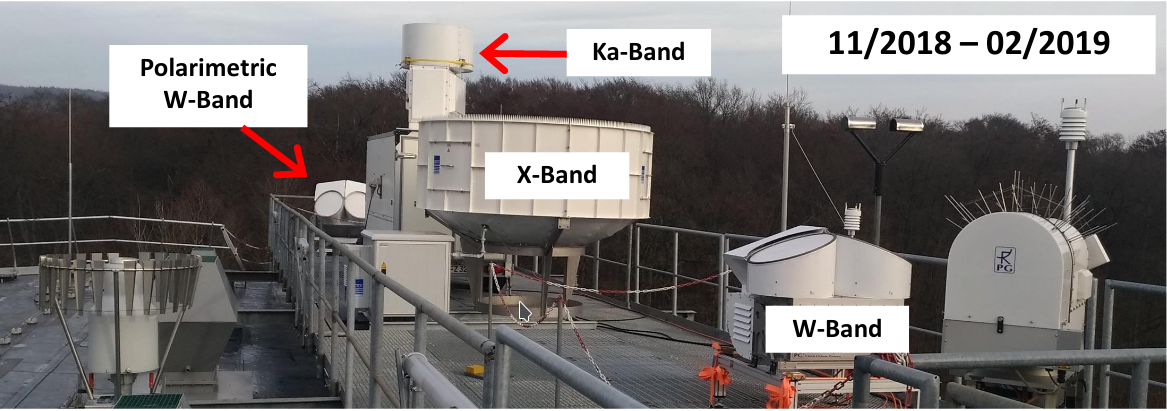 11/2018 – 02/2019
Ka-Band
Polarimetric
W-Band
X-Band
W-Band
RPG